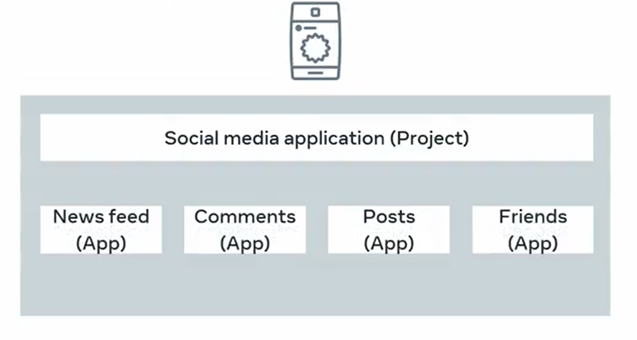 Social media application (Project)
News feed
(App)
Comments
(App)
Posts
(App)
Friends
(App)